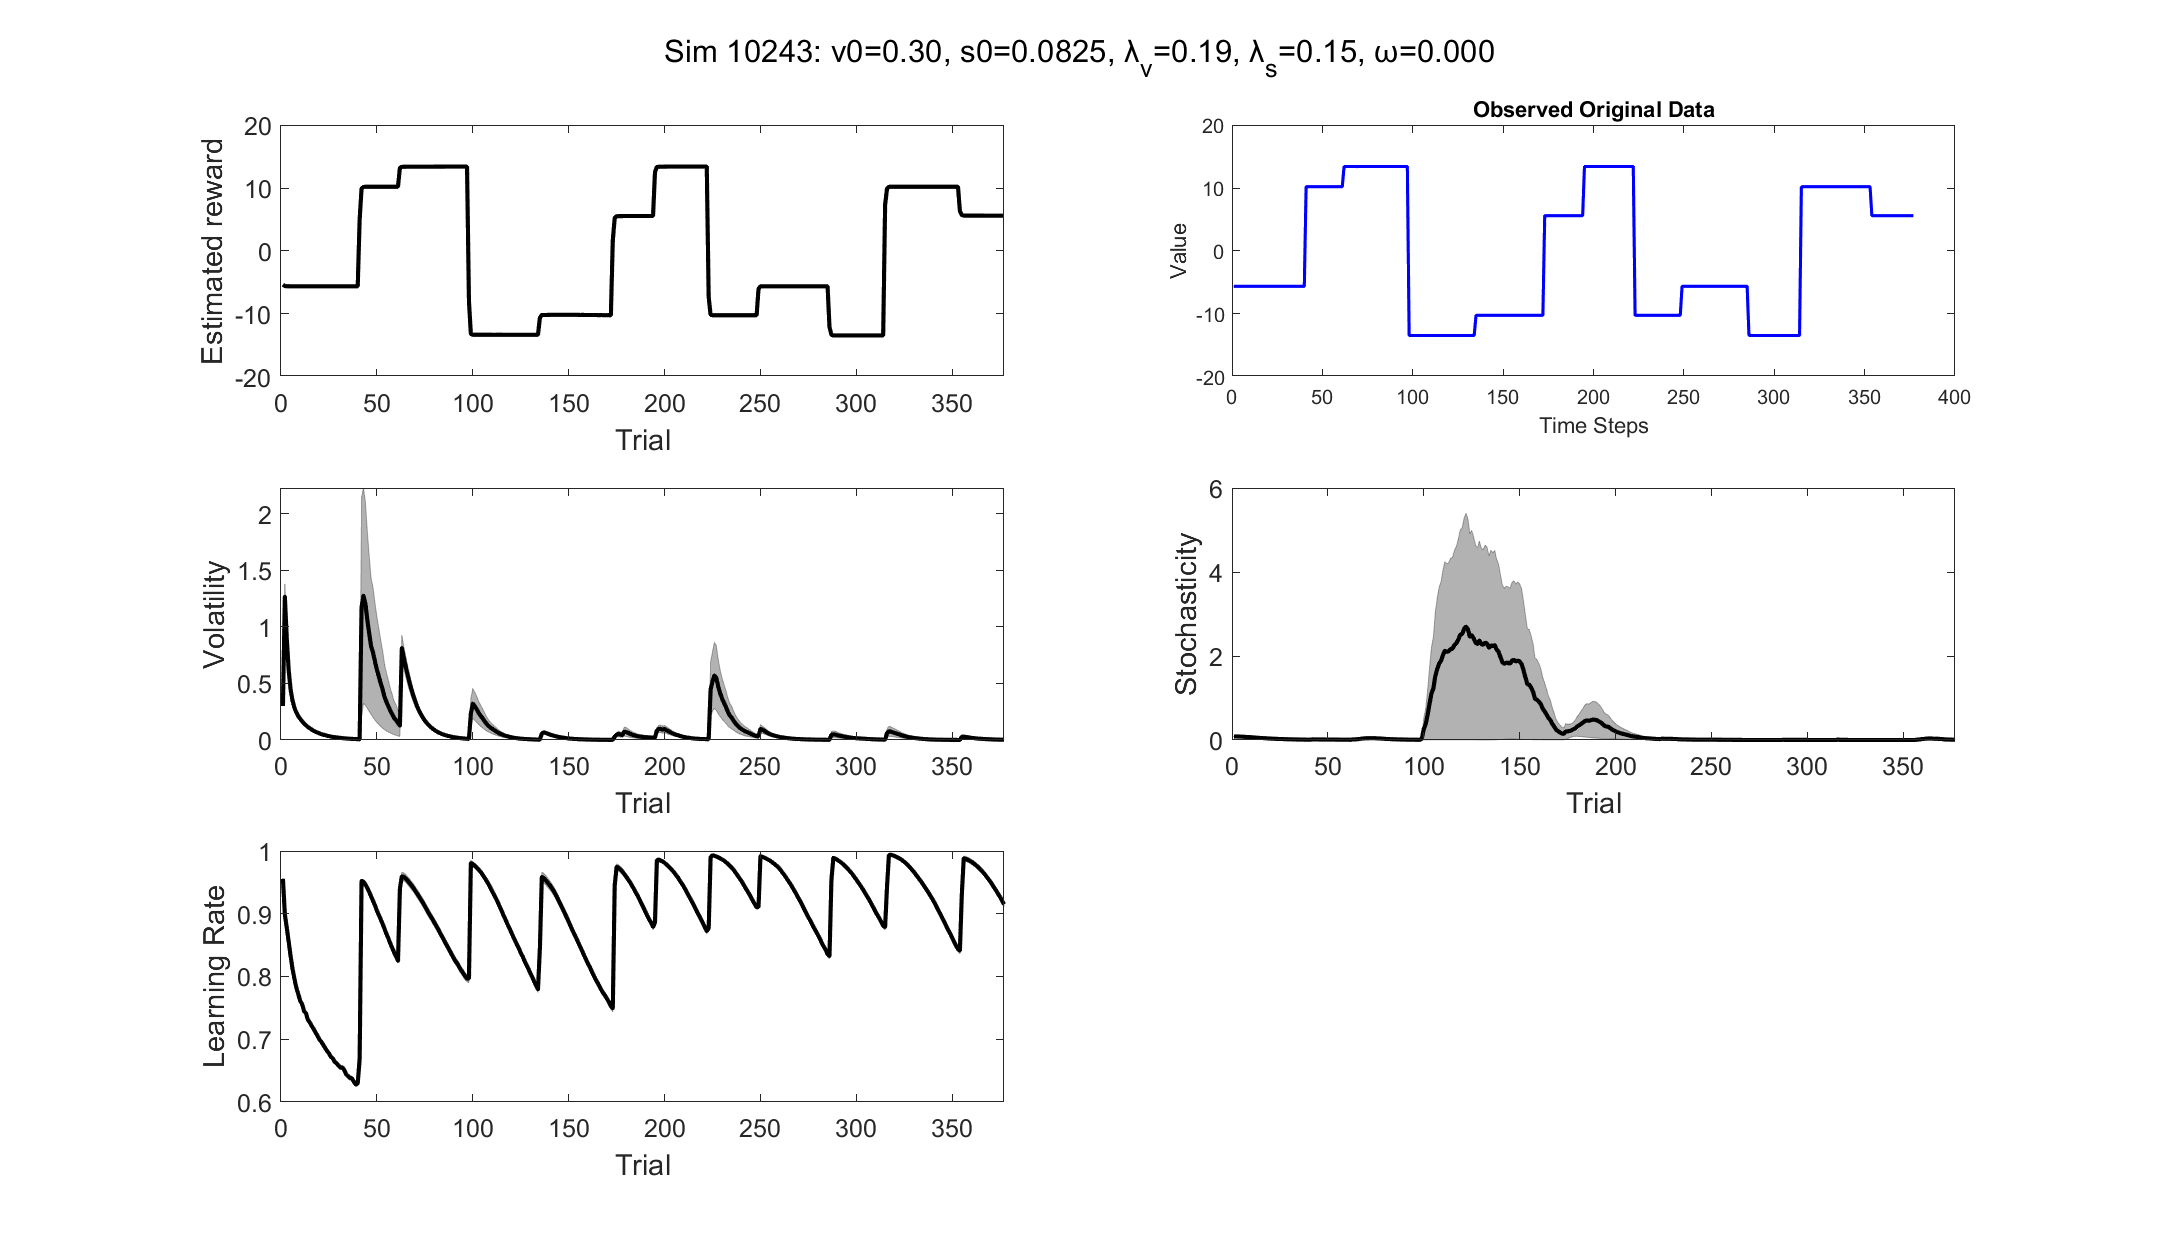 Sim 10243: v0=0.30, s0=0.0825, λv=0.19, λs=0.15, ω=0.000
Estimated reward
20
10
0
-10
-20
0 50 100 150 200 250 300 350
Trial
Observed Original Data
Value
20
10
0
-10
-20
0 50 100 150 200 250 300 350 400
Time Steps
Volatility
2
1.5
1
0.5
0
0 50 100 150 200 250 300 350
Trial
Stochasticity
6
4
2
0
0 50 100 150 200 250 300 350
Trial
Learning Rate
1
0.9
0.8
0.7
0.6
0 50 100 150 200 250 300 350
Trial